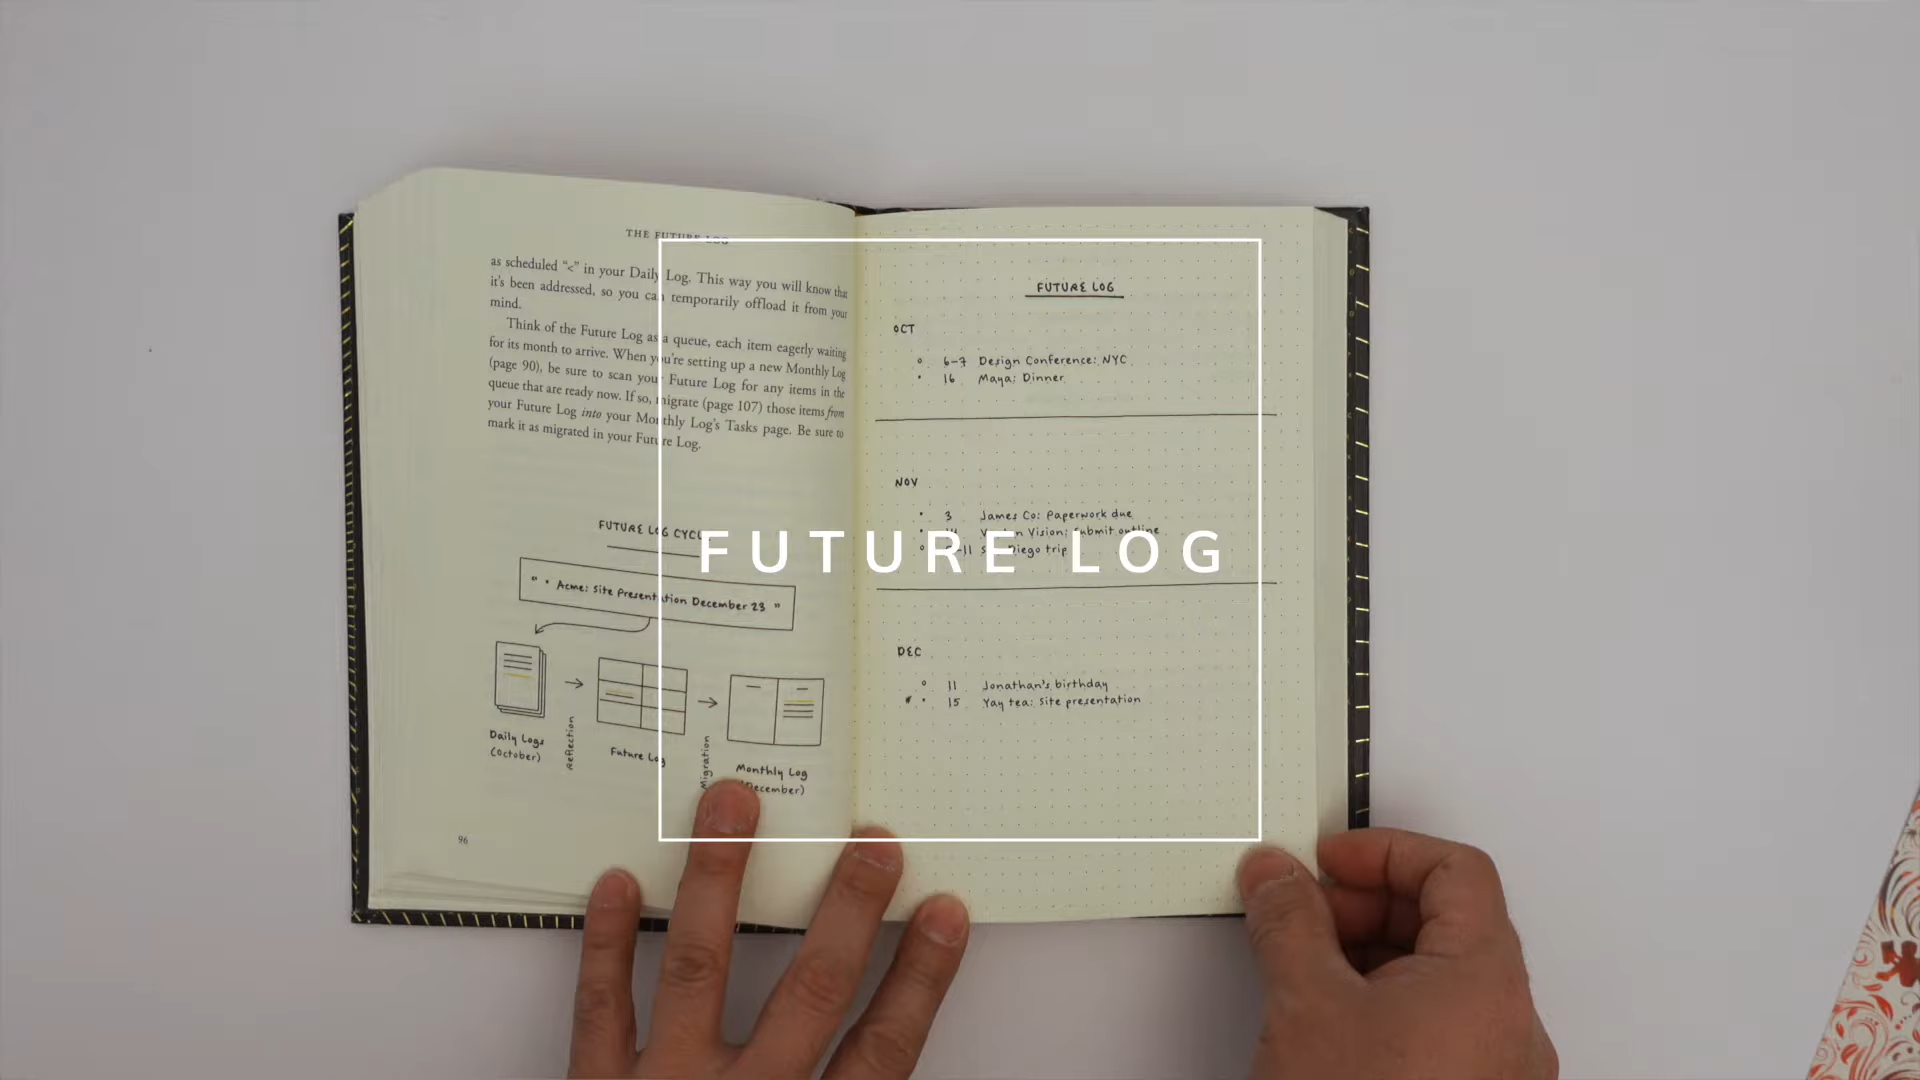 THE FUTURE LOG
as scheduled “<” in your Daily Log. This way you will know that
it’s been addressed, so you can temporarily offload it from your
mind.
Think of the Future Log as a queue, each item eagerly waiting
for its month to arrive. When you’re setting up a new Monthly Log
(page 90), be sure to scan your Future Log for any items in the
queue that are ready now. If so, migrate (page 107) those items from
your Future Log into your Monthly Log’s Tasks page. Be sure to
mark it as migrated in your Future Log.
FUTURE LOG CYCLE
“ • Acme: Site Presentation December 23 ”
Daily Logs
(October)
Reflection
Future Log
Migration
Monthly Log
(December)
96
FUTURE LOG
OCT
○ 6-7 Design Conference: NYC
• 16 Maya: Dinner
NOV
• 3 James Co: Paperwork due
• Vision: Submit outline
○ -11 San Diego trip
DEC
○ 11 Jonathan's birthday
* • 15 Yay tea: Site presentation
FUTURE LOG